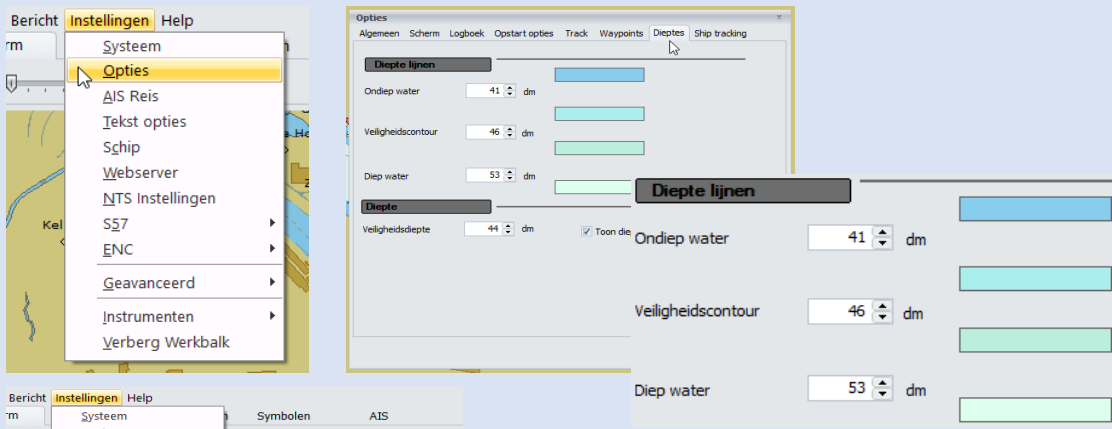 Bericht Instellingen Help
rm
Systeem
Opties
AIS Reis
Tekst opties
Schip
Webserver
NTS Instellingen
S57
ENC
Geavanceerd
Instrumenten
Verberg Werkbalk
Kel
Opties
Algemeen Scherm Logboek Opstart opties Track Waypoints Dieptes Ship tracking
Diepte lijnen
Ondiep water 41 dm
Veiligheidscontour 46 dm
Diep water 53 dm
Diepte
Veiligheidsdiepte 44 dm Toon die
Diepte lijnen
Ondiep water 41 dm
Veiligheidscontour 46 dm
Diep water 53 dm
Bericht Instellingen Help
rm Systeem Symbolen AIS